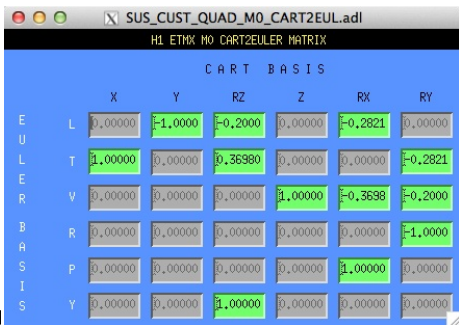 SUS_CUST_QUAD_M0_CART2EUL.adl
H1 ETMX M0 CART2EULER MATRIX
CART BASIS
X Y RZ Z RX RY
EULER BASIS
L 0.00000 -1.0000 -0.2000 0.00000 -0.2821 0.00000
T 1.00000 0.00000 0.36980 0.00000 0.00000 -0.2821
V 0.00000 0.00000 0.00000 1.00000 -0.3698 -0.2000
R 0.00000 0.00000 0.00000 0.00000 0.00000 -1.0000
P 0.00000 0.00000 0.00000 0.00000 1.00000 0.00000
Y 0.00000 0.00000 1.00000 0.00000 0.00000 0.00000